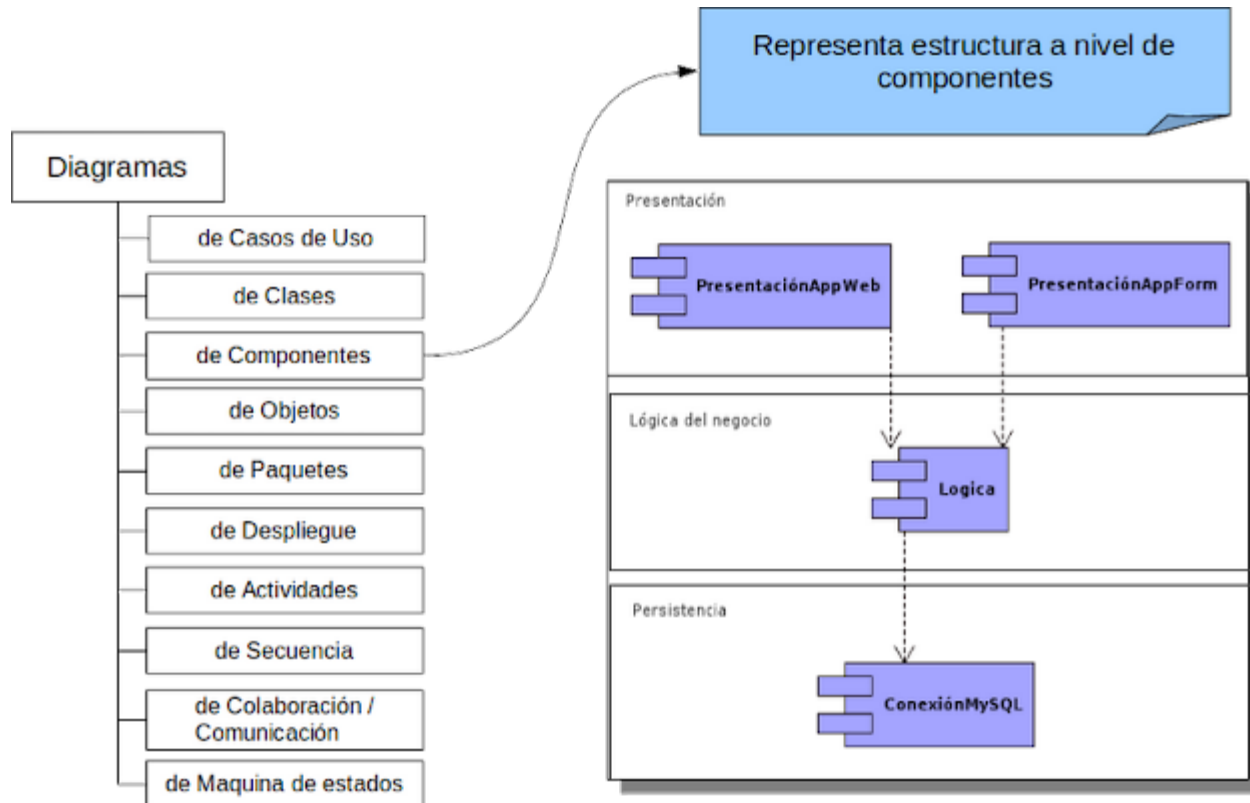 Representa estructura a nivel de
componentes
Diagramas
de Casos de Uso
de Clases
de Componentes
de Objetos
de Paquetes
de Despliegue
de Actividades
de Secuencia
de Colaboración /
Comunicación
de Maquina de estados
Presentación
PresentaciónAppWeb
PresentaciónAppForm
Lógica del negocio
Logica
Persistencia
ConexiónMySQL